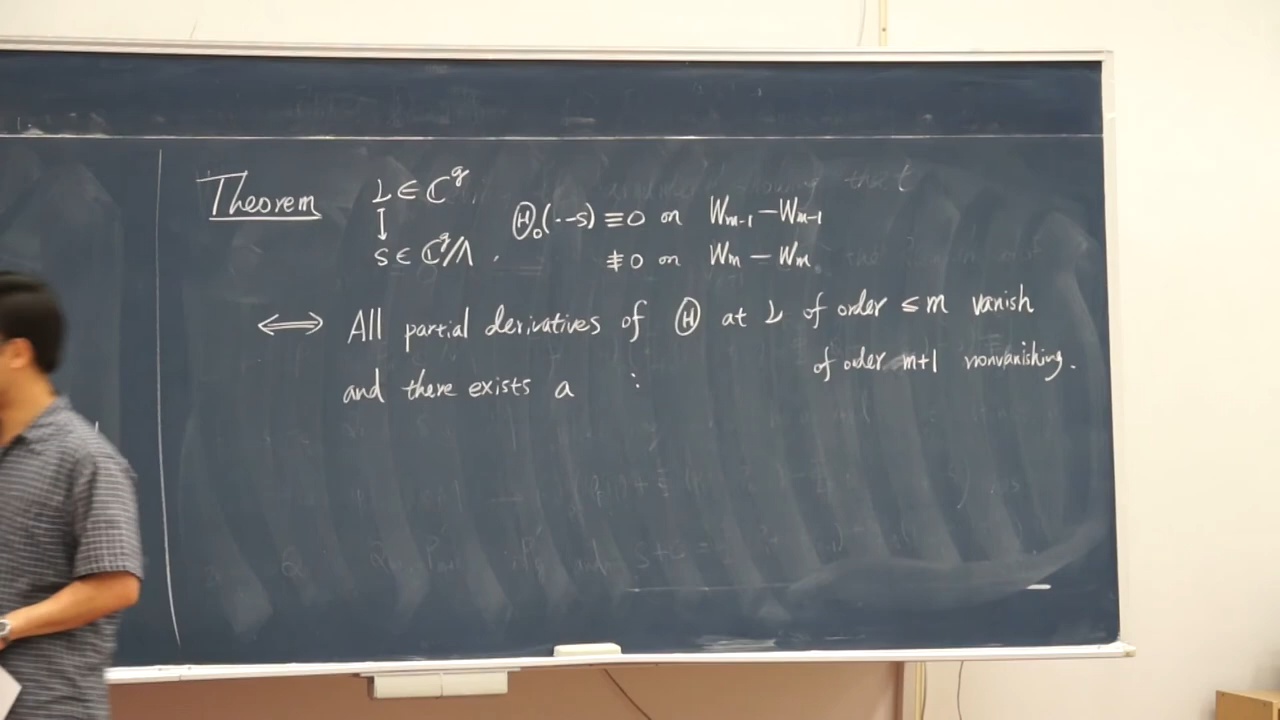 Theorem L ∈ ℂ^g
↓
s ∈ ℂ^g/Λ , Θ₀(··-s) ≡ 0 on W_{m-1} - W_{m-1}
≢ 0 on W_m - W_m
⟺ All partial derivatives of Θ at L of order ≤ m vanish
and there exists a : of order m+1 nonvanishing.